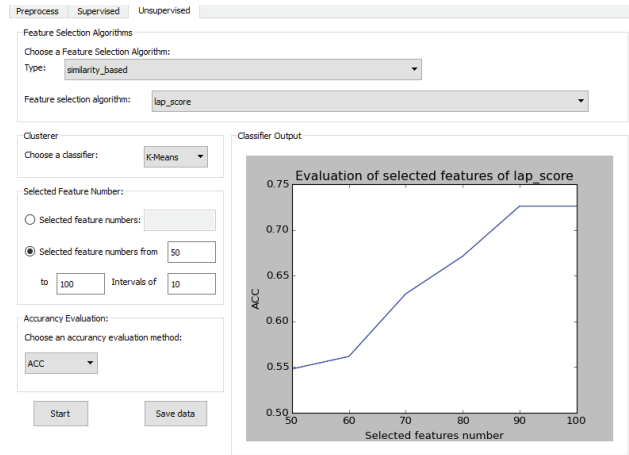 Preprocess Supervised Unsupervised
Feature Selection Algorithms
Choose a Feature Selection Algorithm:
Type: similarity_based
Feature selection algorithm: lap_score
Clusterer
Choose a classifier: K-Means
Selected Feature Number:
Selected feature numbers:
Selected feature numbers from 50
to 100 Intervals of 10
Accurancy Evaluation:
Choose an accurancy evaluation method:
ACC
Start Save data
Classifier Output
Evaluation of selected features of lap_score
0.75
0.70
0.65
0.60
0.55
0.50
ACC
50 60 70 80 90 100
Selected features number